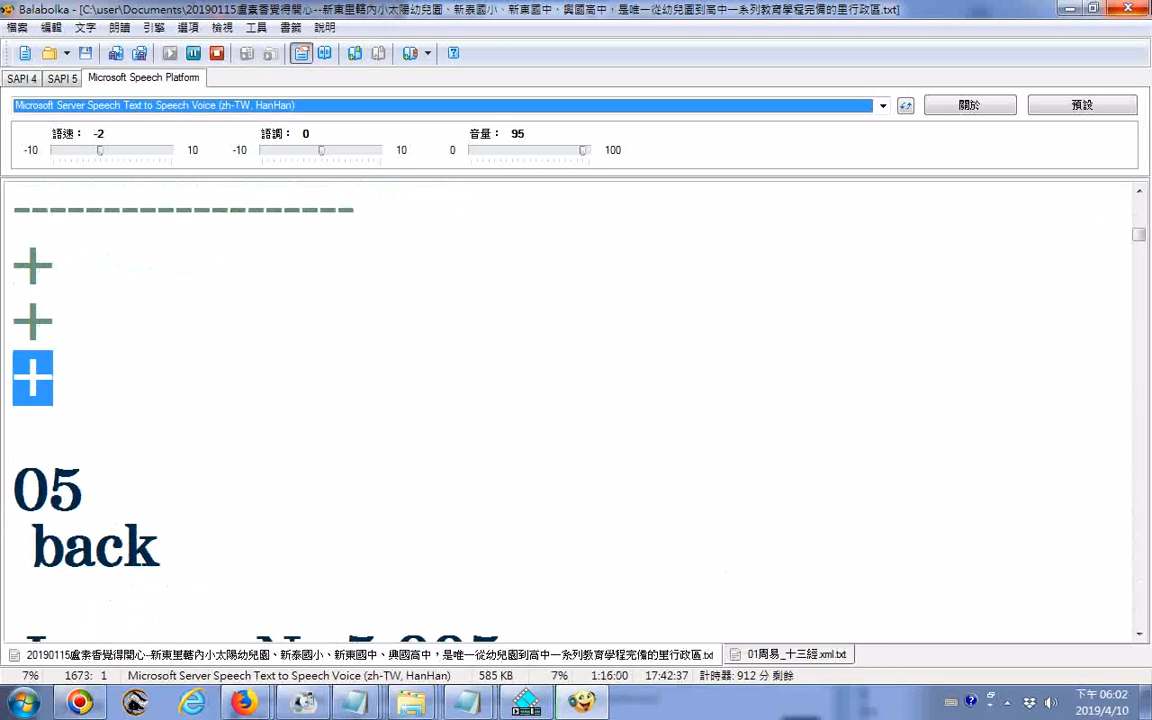 Balabolka - [C:\user\Documents\20190115盧素香覺得開心--新東里轄內小太陽幼兒園、新泰國小、新東國中、興國高中，是唯一從幼兒園到高中一系列教育學程完備的里行政區.txt]
檔案 編輯 文字 朗讀 引擎 選項 檢視 工具 書籤 說明
SAPI 4 SAPI 5 Microsoft Speech Platform
Microsoft Server Speech Text to Speech Voice (zh-TW, HanHan) 關於 預設
語速： -2 語調： 0 音量： 95
-10 10 -10 10 0 100
-------------------
+
+
+
05
back
20190115盧素香覺得開心--新東里轄內小太陽幼兒園、新泰國小、新東國中、興國高中，是唯一從幼兒園到高中一系列教育學程完備的里行政區.txt 01周易_十三經.xml.txt
7% 1673: 1 Microsoft Server Speech Text to Speech Voice (zh-TW, HanHan) 585 KB 7% 1:16:00 17:42:37 計時器: 912 分 剩餘
下午 06:02
2019/4/10